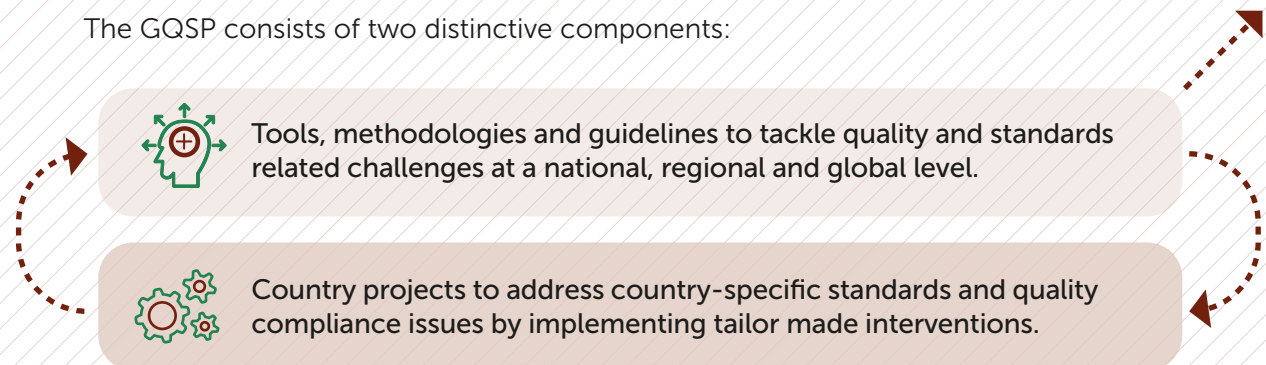 The GQSP consists of two distinctive components:
Tools, methodologies and guidelines to tackle quality and standards
related challenges at a national, regional and global level.
Country projects to address country-specific standards and quality
compliance issues by implementing tailor made interventions.